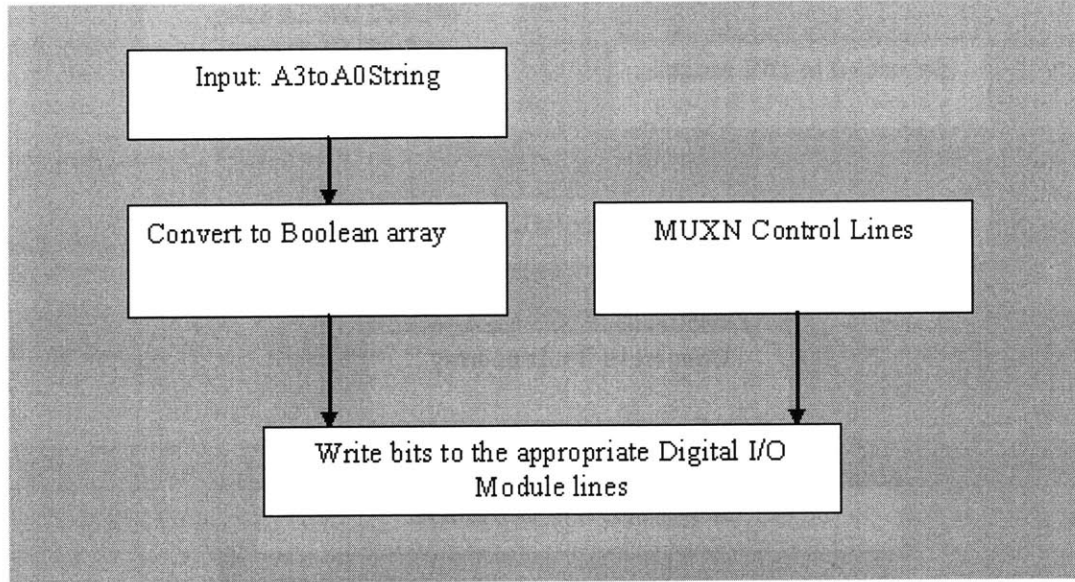 Input: A3toA0String
Convert to Boolean array
MUXN Control Lines
Write bits to the appropriate Digital I/O
Module lines